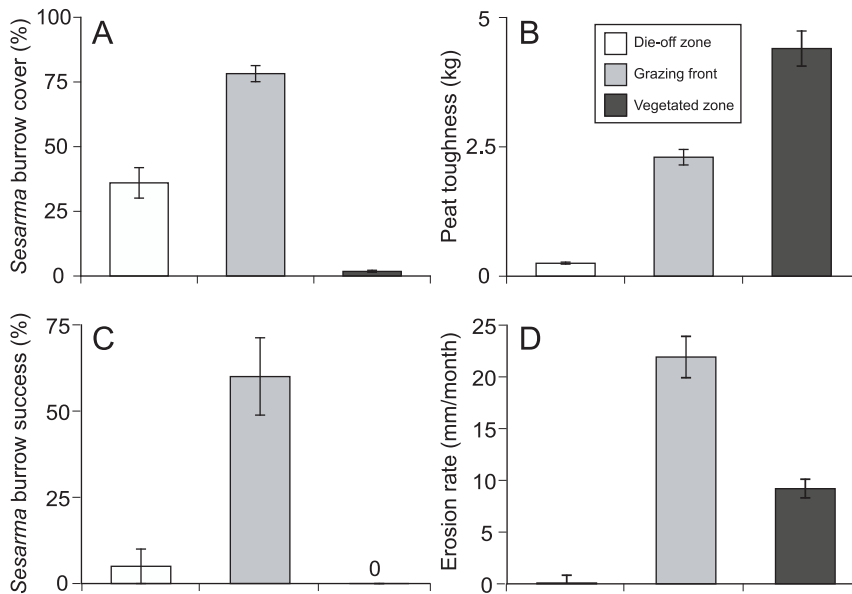 A
Sesarma burrow cover (%)
100
75
50
25
0
B
Peat toughness (kg)
5
2.5
0
Die-off zone
Grazing front
Vegetated zone
C
Sesarma burrow success (%)
75
50
25
0
0
D
Erosion rate (mm/month)
25
20
15
10
5
0